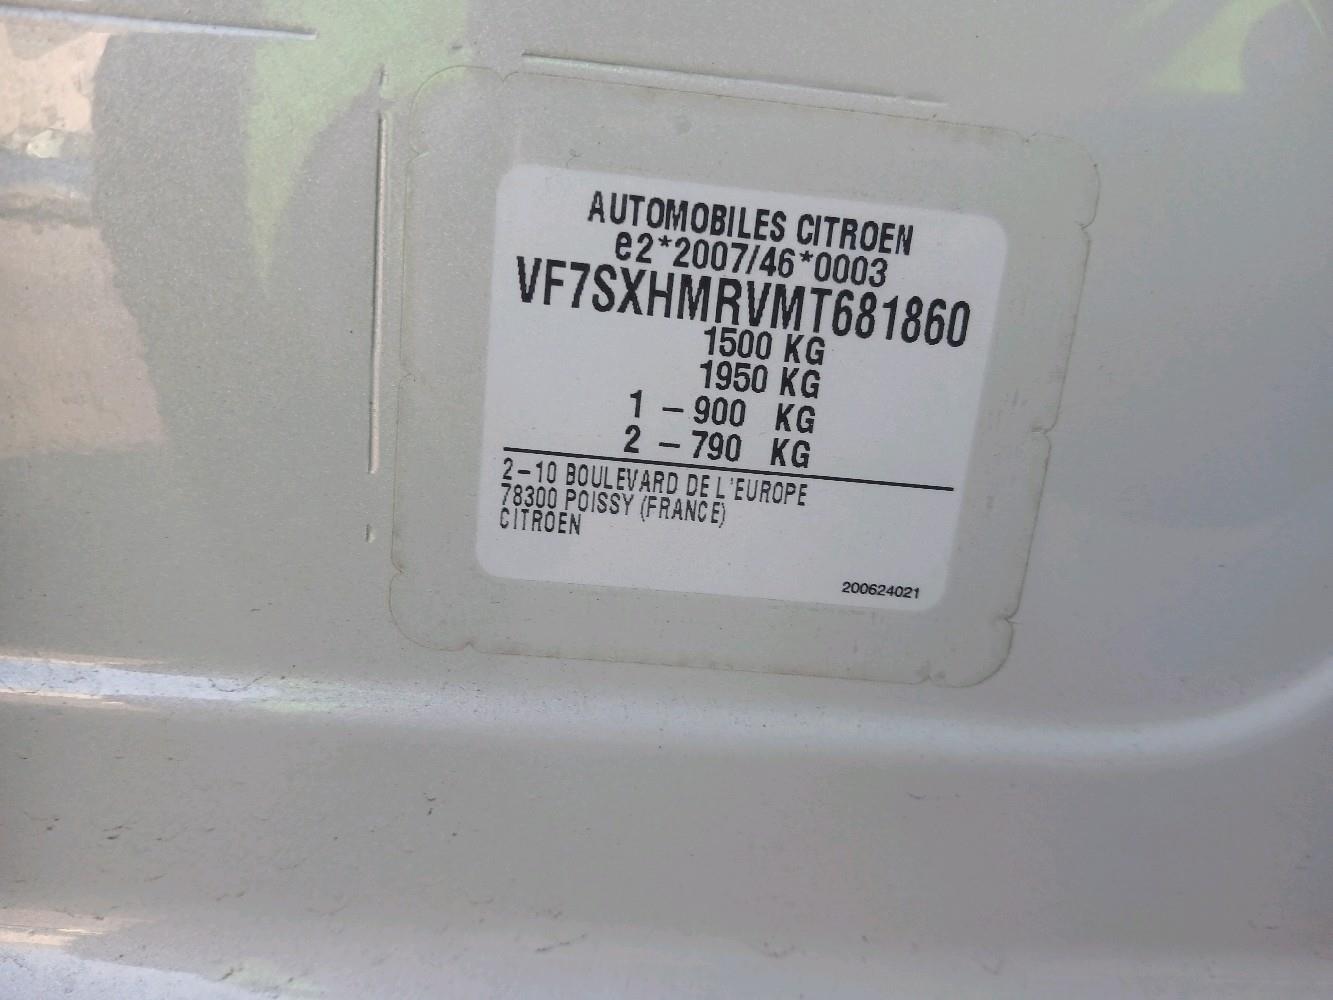 AUTOMOBILES CITROEN
e2*2007/46*0003
VF7SXHMRVMT681860
1500 KG
1950 KG
1 – 900 KG
2 – 790 KG
2–10 BOULEVARD DE L'EUROPE
78300 POISSY (FRANCE)
CITROEN
200624021